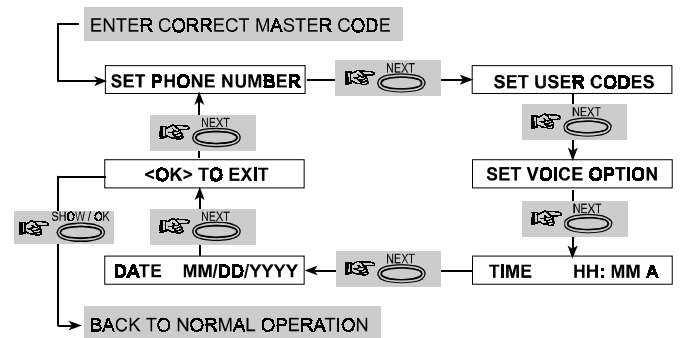 ENTER CORRECT MASTER CODE
SET PHONE NUMBER
NEXT
SET USER CODES
NEXT
NEXT
<OK> TO EXIT
SET VOICE OPTION
SHOW / OK
NEXT
NEXT
DATE MM/DD/YYYY
NEXT
TIME HH: MM A
BACK TO NORMAL OPERATION